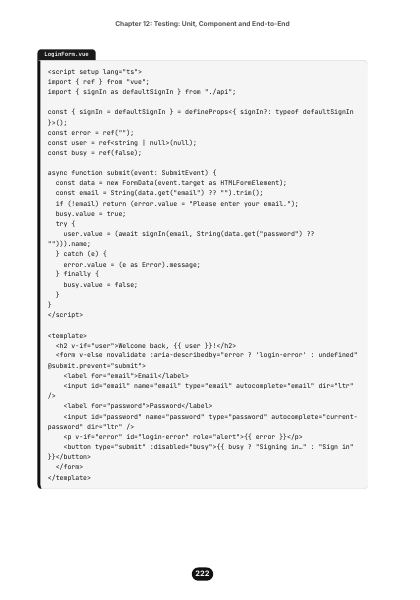 Chapter 12: Testing: Unit, Component and End-to-End
LoginForm.vue
<script setup lang="ts">
import { ref } from "vue";
import { signIn as defaultSignIn } from "./api";

const { signIn = defaultSignIn } = defineProps<{ signIn?: typeof defaultSignIn
}>();
const error = ref("");
const user = ref<string | null>(null);
const busy = ref(false);

async function submit(event: SubmitEvent) {
  const data = new FormData(event.target as HTMLFormElement);
  const email = String(data.get("email") ?? "").trim();
  if (!email) return (error.value = "Please enter your email.");
  busy.value = true;
  try {
    user.value = (await signIn(email, String(data.get("password") ??
""))).name;
  } catch (e) {
    error.value = (e as Error).message;
  } finally {
    busy.value = false;
  }
}
</script>

<template>
  <h2 v-if="user">Welcome back, {{ user }}!</h2>
  <form v-else novalidate :aria-describedby="error ? 'login-error' : undefined"
@submit.prevent="submit">
    <label for="email">Email</label>
    <input id="email" name="email" type="email" autocomplete="email" dir="ltr"
/>
    <label for="password">Password</label>
    <input id="password" name="password" type="password" autocomplete="current-
password" dir="ltr" />
    <p v-if="error" id="login-error" role="alert">{{ error }}</p>
    <button type="submit" :disabled="busy">{{ busy ? "Signing in…" : "Sign in"
}}</button>
  </form>
</template>
222